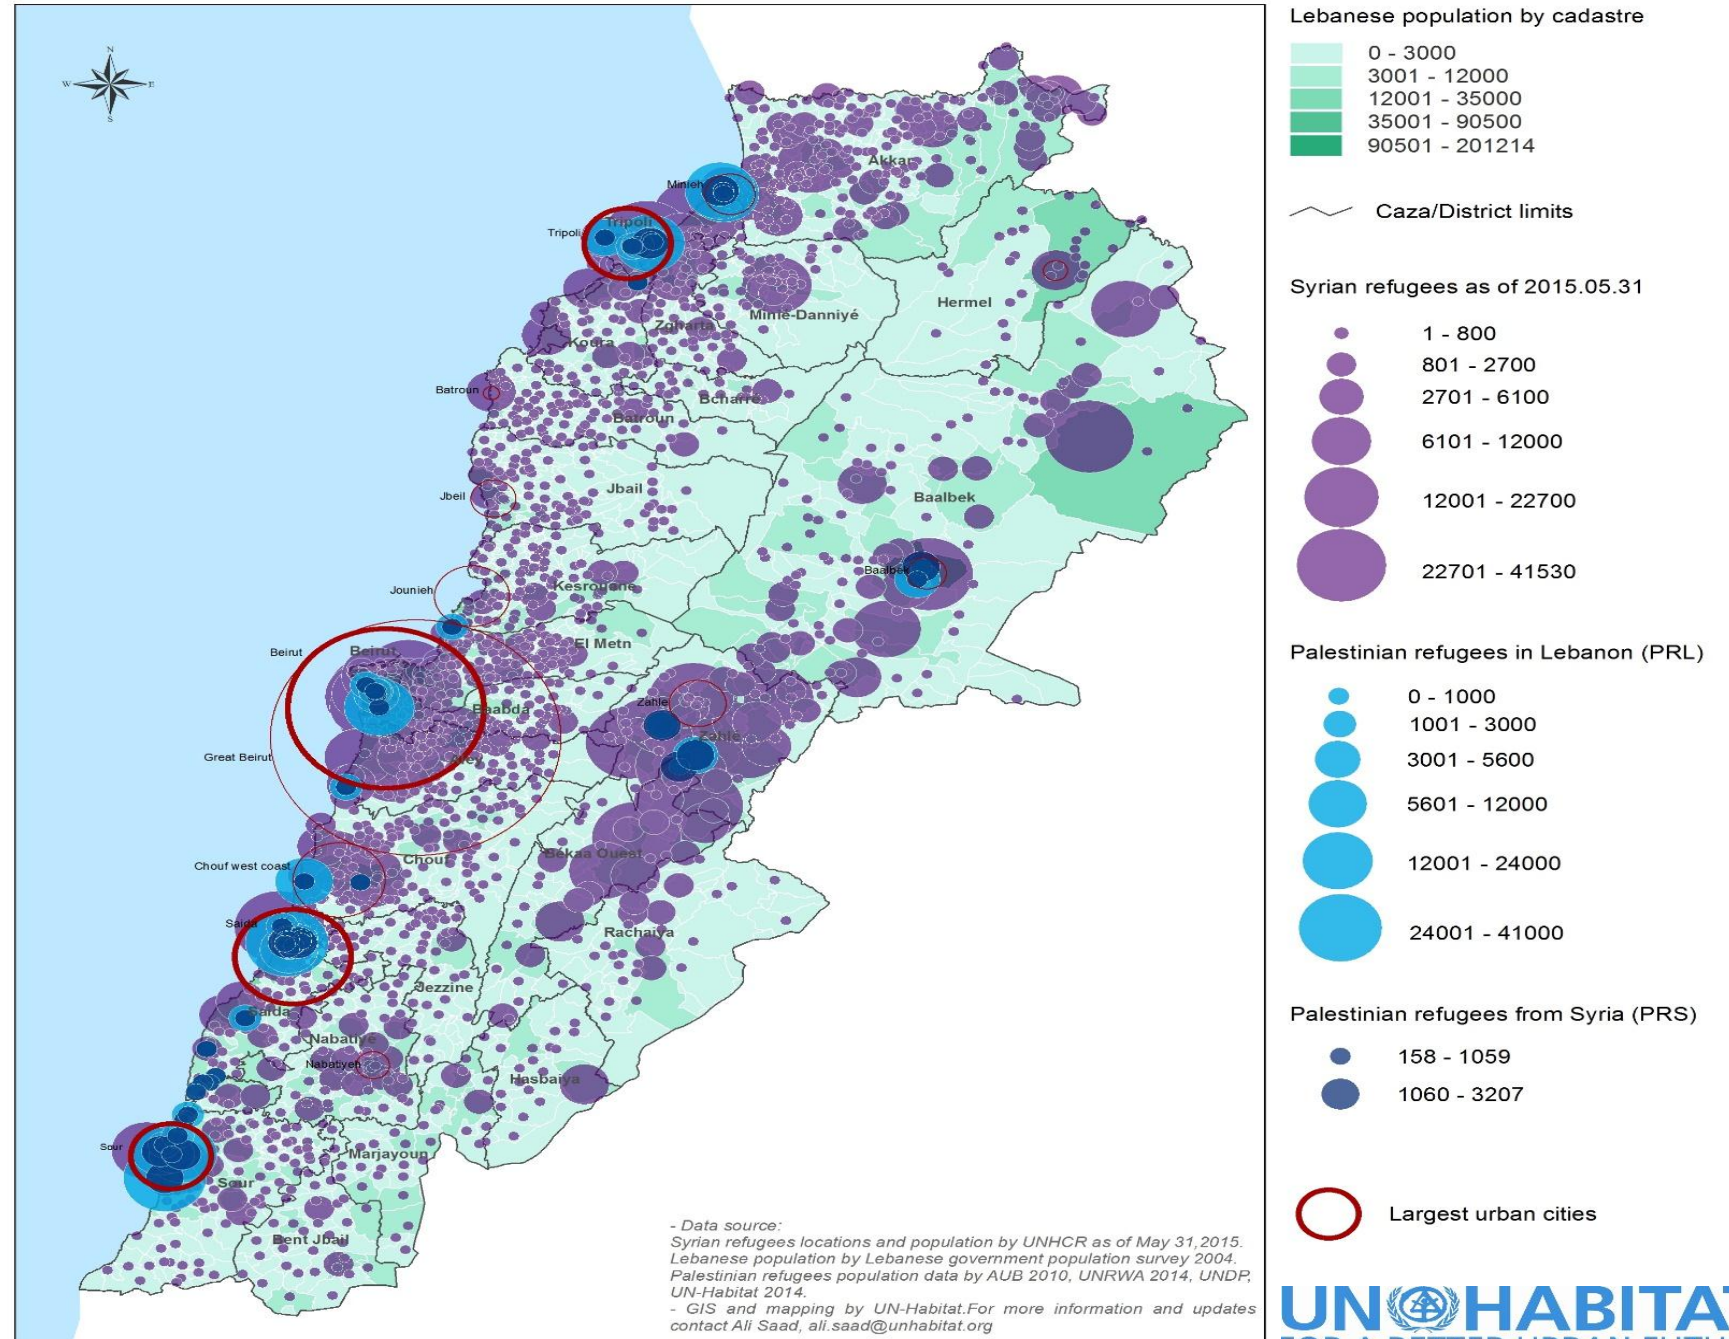 N
W E
S
Akkar
Minieh
Tripoli
Tripoli
Hermel
Minié-Danniyé
Zgharta
Koura
Batroun
Bcharré
Batroun
Jbail
Jbeil
Baalbek
Baalbek
Jounieh
Kesrouane
El Metn
Beirut
Beirut
Zahle
Baabda
Zahlé
Great Beirut
Aley
Chouf west coast
Chouf
Békaa Ouest
Saida
Rachaiya
Jezzine
Saida
Nabatiyé
Nabatiyeh
Hasbaiya
Sour
Marjayoun
Sour
Bent Jbail
- Data source:
Syrian refugees locations and population by UNHCR as of May 31,2015.
Lebanese population by Lebanese government population survey 2004.
Palestinian refugees population data by AUB 2010, UNRWA 2014, UNDP,
UN-Habitat 2014.
- GIS and mapping by UN-Habitat.For more information and updates
contact Ali Saad, ali.saad@unhabitat.org
Lebanese population by cadastre
0 - 3000
3001 - 12000
12001 - 35000
35001 - 90500
90501 - 201214
Caza/District limits
Syrian refugees as of 2015.05.31
1 - 800
801 - 2700
2701 - 6100
6101 - 12000
12001 - 22700
22701 - 41530
Palestinian refugees in Lebanon (PRL)
0 - 1000
1001 - 3000
3001 - 5600
5601 - 12000
12001 - 24000
24001 - 41000
Palestinian refugees from Syria (PRS)
158 - 1059
1060 - 3207
Largest urban cities
UN HABITAT